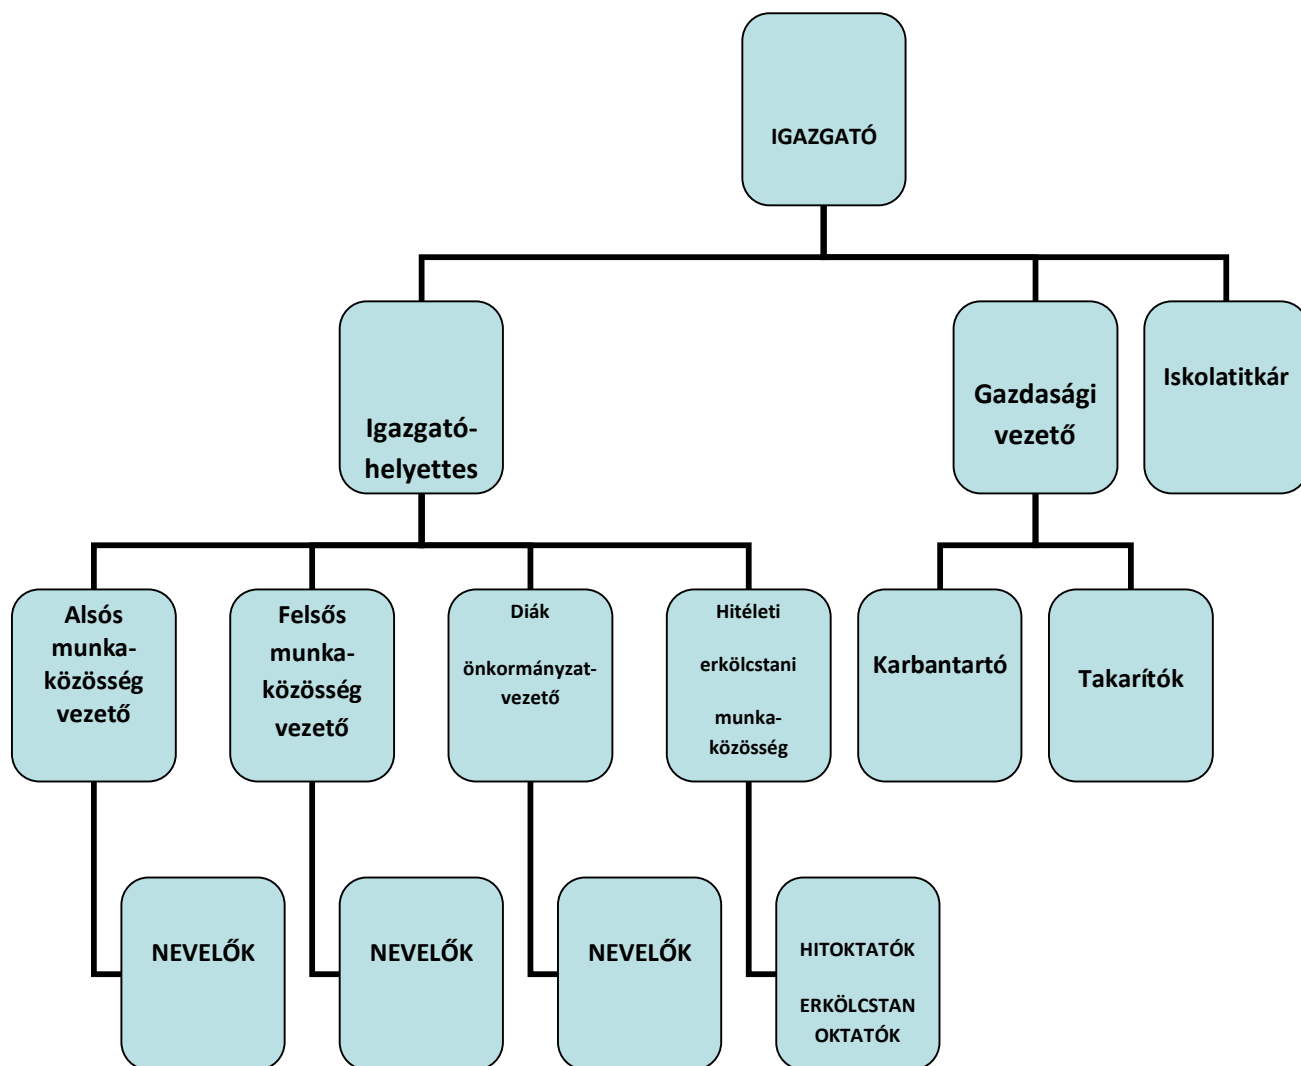 IGAZGATÓ
Igazgató-
helyettes
Gazdasági
vezető
Iskolatitkár
Alsós
munka-
közösség
vezető
Felsős
munka-
közösség
vezető
Diák
önkormányzat-
vezető
Hitéleti
erkölcstani
munka-
közösség
Karbantartó
Takarítók
NEVELŐK
NEVELŐK
NEVELŐK
HITOKTATÓK
ERKÖLCSTAN
OKTATÓK